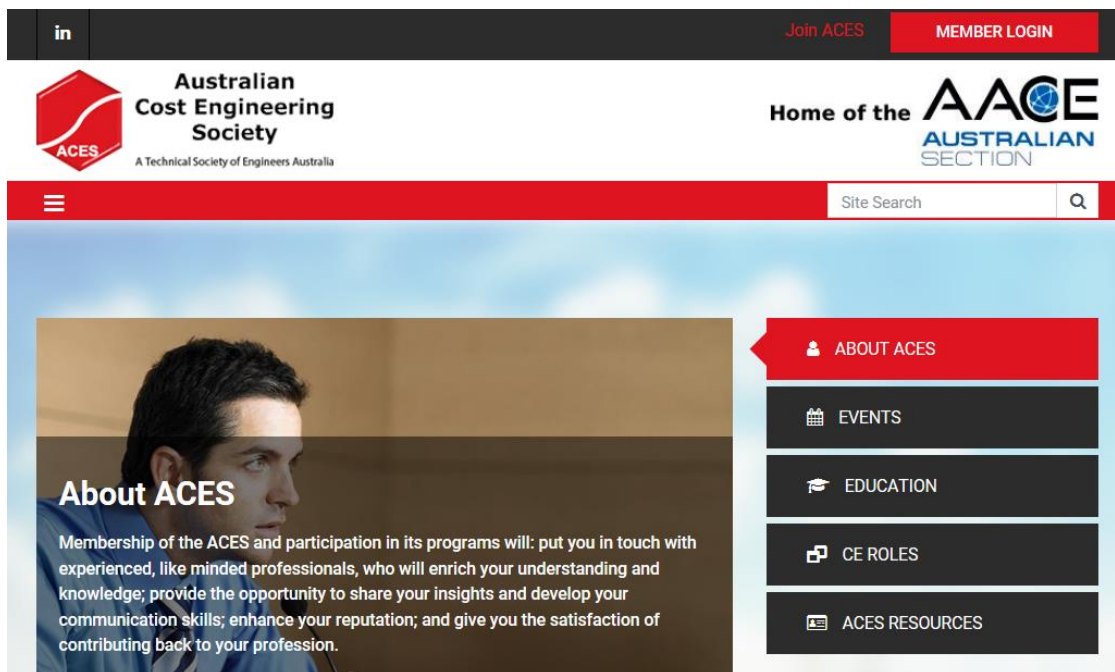 in
Join ACES
MEMBER LOGIN
ACES
Australian
Cost Engineering
Society
A Technical Society of Engineers Australia
Home of the
AACE
AUSTRALIAN
SECTION
Site Search
About ACES
Membership of the ACES and participation in its programs will: put you in touch with
experienced, like minded professionals, who will enrich your understanding and
knowledge; provide the opportunity to share your insights and develop your
communication skills; enhance your reputation; and give you the satisfaction of
contributing back to your profession.
ABOUT ACES
EVENTS
EDUCATION
CE ROLES
ACES RESOURCES